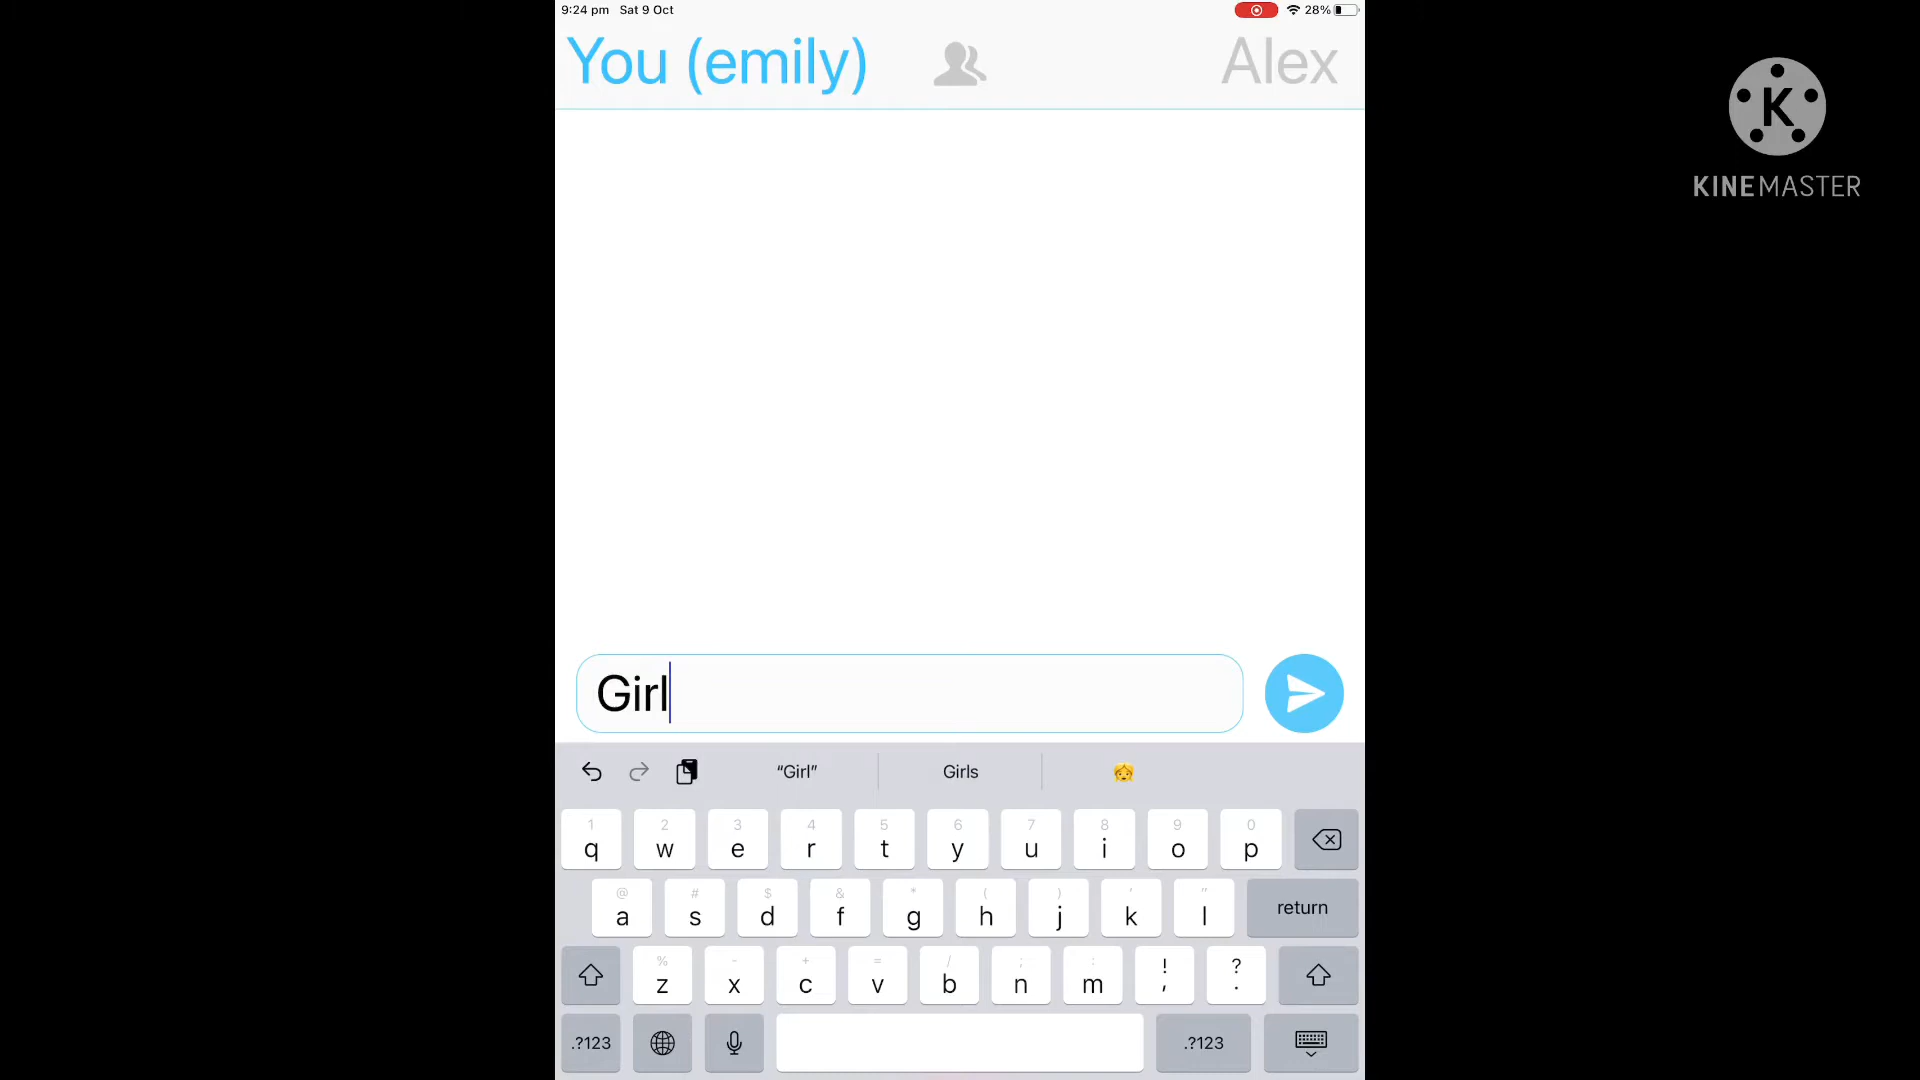 9:24 pm Sat 9 Oct 28%
You (emily) Alex
K
KINEMASTER
Girl
“Girl” Girls
1 2 3 4 5 6 7 8 9 0
q w e r t y u i o p
@ # $ & * ( ) ' "
a s d f g h j k l return
% - + = / ; : ! ?
z x c v b n m , .
.?123 .?123